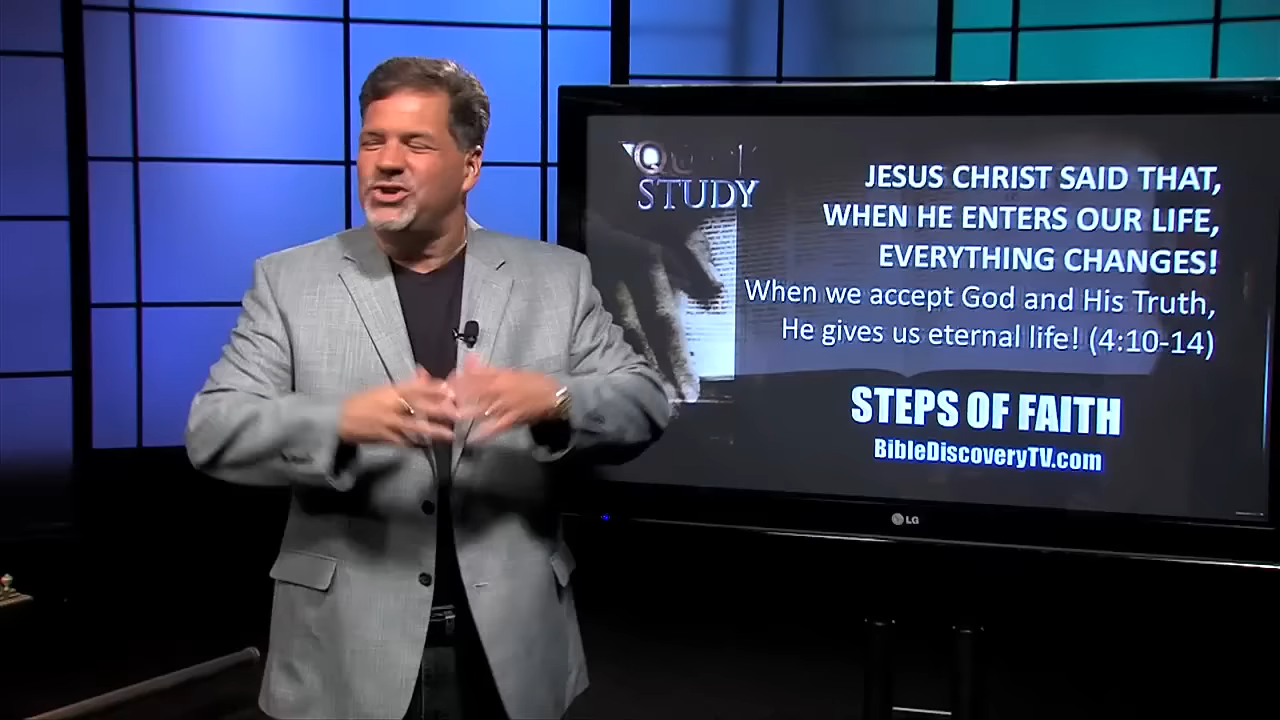 QUICK
STUDY
JESUS CHRIST SAID THAT,
WHEN HE ENTERS OUR LIFE,
EVERYTHING CHANGES!
When we accept God and His Truth,
He gives us eternal life! (4:10-14)
STEPS OF FAITH
BibleDiscoveryTV.com
LG